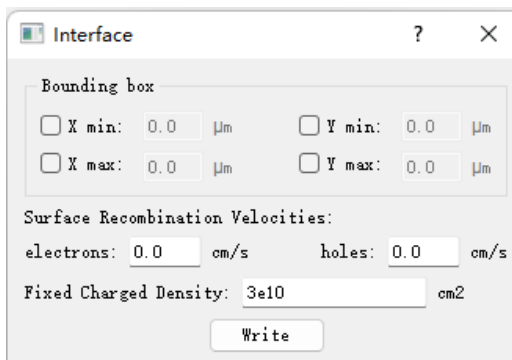 Interface ?
Bounding box
X min: 0.0 μm Y min: 0.0 μm
X max: 0.0 μm Y max: 0.0 μm
Surface Recombination Velocities:
electrons: 0.0 cm/s holes: 0.0 cm/s
Fixed Charged Density: 3e10 cm2
Write